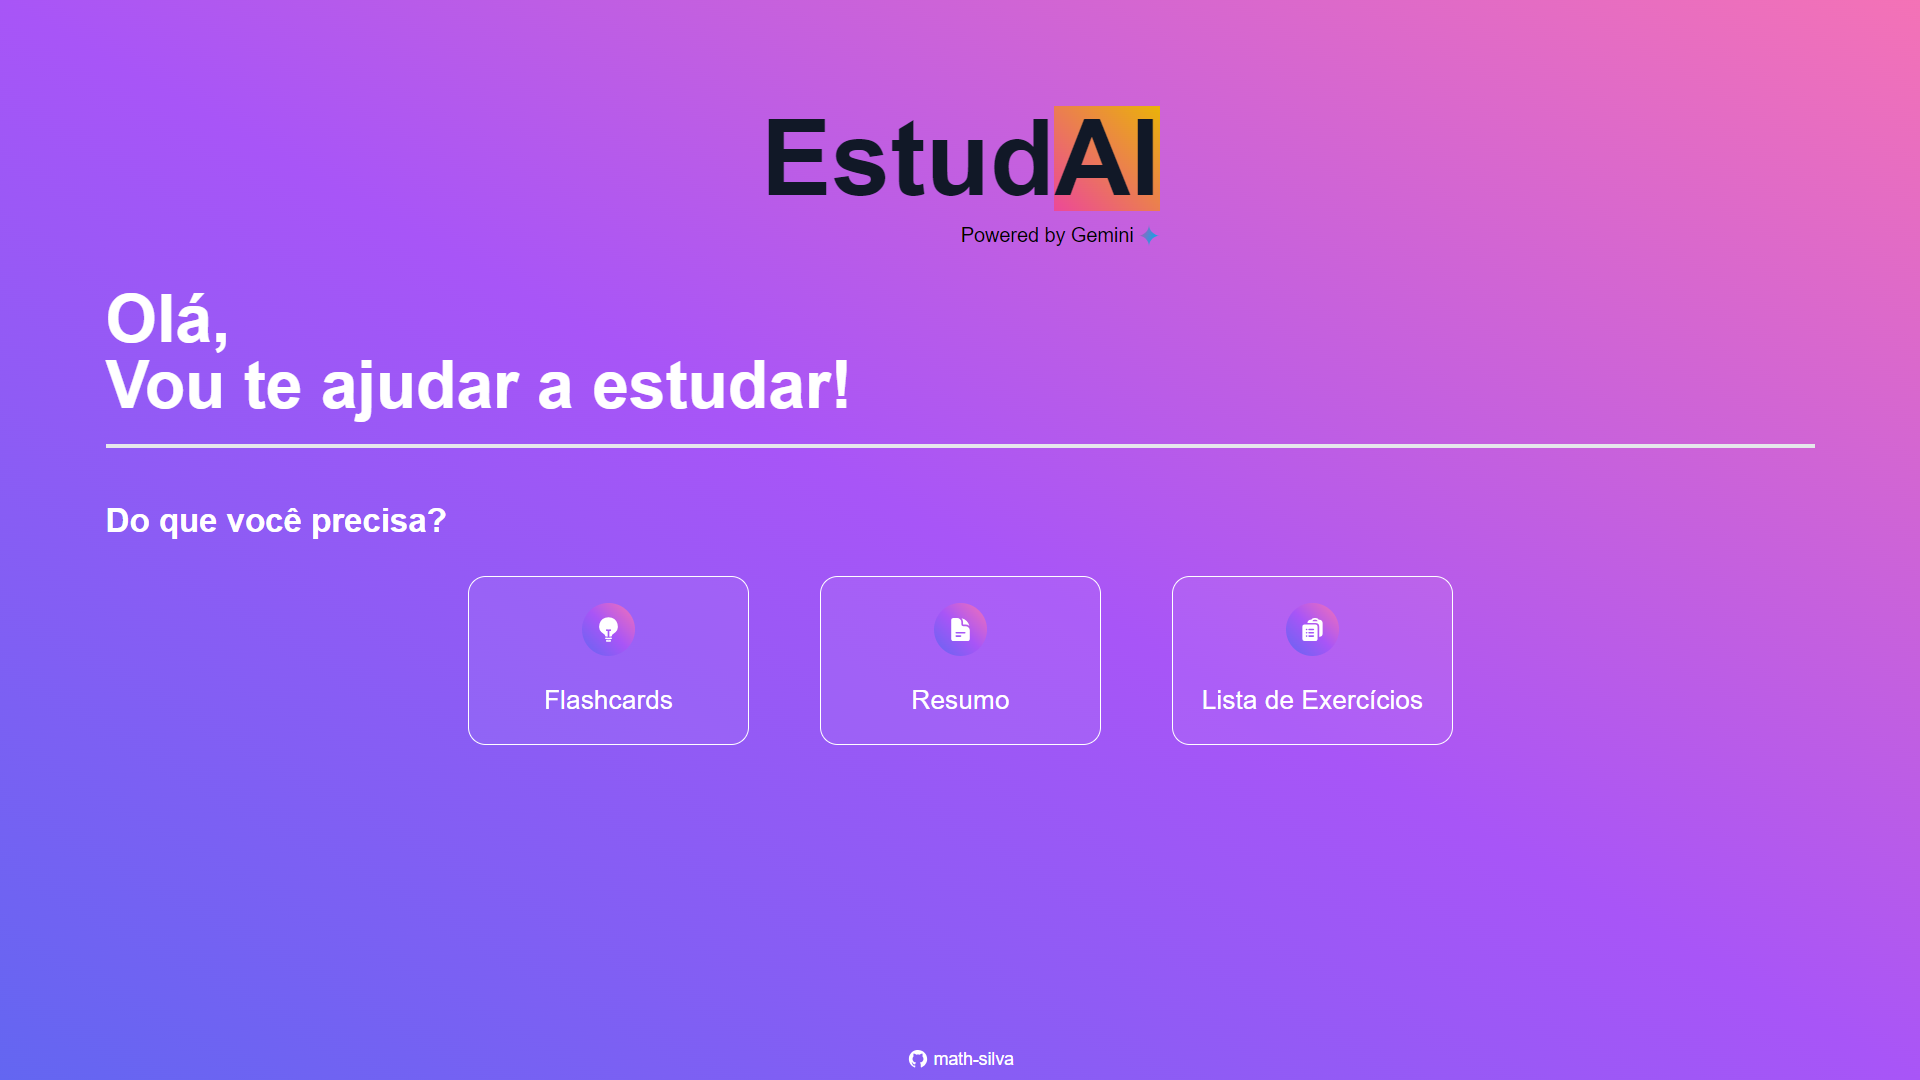 EstudAI
Powered by Gemini
Olá,
Vou te ajudar a estudar!
Do que você precisa?
Flashcards
Resumo
Lista de Exercícios
math-silva